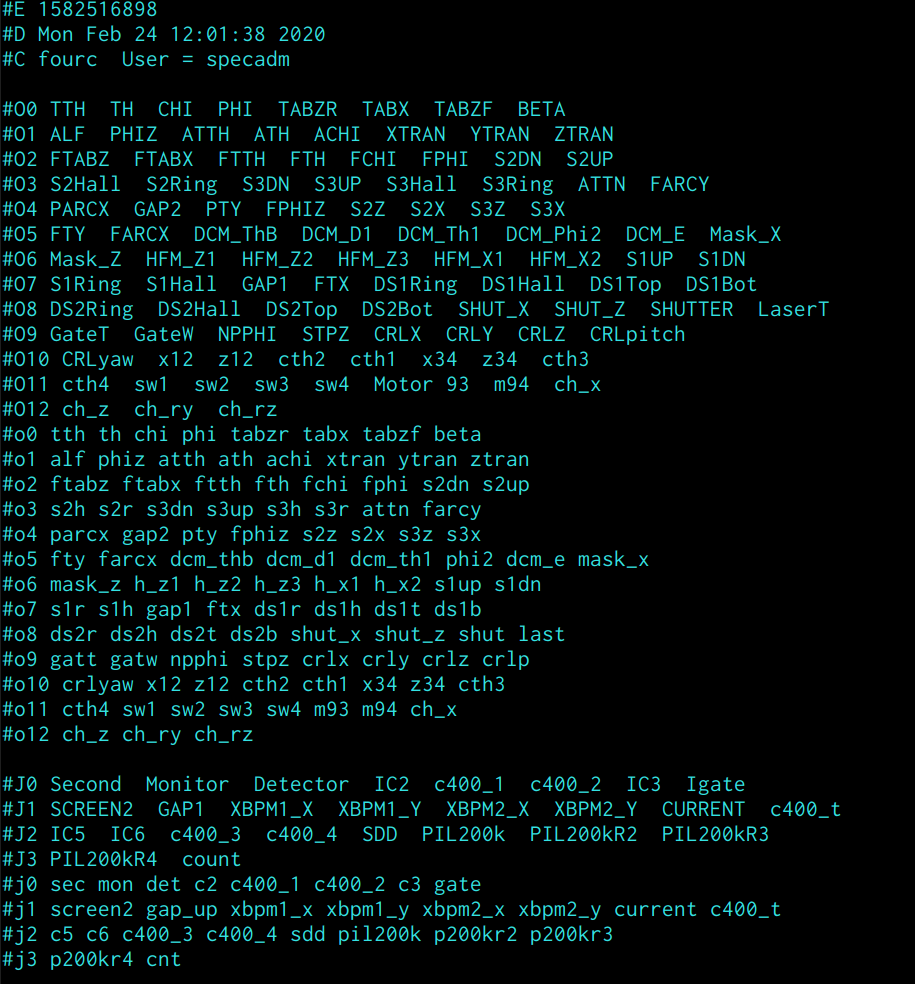 #E 1582516898
#D Mon Feb 24 12:01:38 2020
#C fourc  User = specadm
#O0 TTH  TH  CHI  PHI  TABZR  TABX  TABZF  BETA
#O1 ALF  PHIZ  ATTH  ATH  ACHI  XTRAN  YTRAN  ZTRAN
#O2 FTABZ  FTABX  FTTH  FTH  FCHI  FPHI  S2DN  S2UP
#O3 S2Hall  S2Ring  S3DN  S3UP  S3Hall  S3Ring  ATTN  FARCY
#O4 PARCX  GAP2  PTY  FPHIZ  S2Z  S2X  S3Z  S3X
#O5 FTY  FARCX  DCM_ThB  DCM_D1  DCM_Th1  DCM_Phi2  DCM_E  Mask_X
#O6 Mask_Z  HFM_Z1  HFM_Z2  HFM_Z3  HFM_X1  HFM_X2  S1UP  S1DN
#O7 S1Ring  S1Hall  GAP1  FTX  DS1Ring  DS1Hall  DS1Top  DS1Bot
#O8 DS2Ring  DS2Hall  DS2Top  DS2Bot  SHUT_X  SHUT_Z  SHUTTER  LaserT
#O9 GateT  GateW  NPPHI  STPZ  CRLX  CRLY  CRLZ  CRLpitch
#O10 CRLyaw  x12  z12  cth2  cth1  x34  z34  cth3
#O11 cth4  sw1  sw2  sw3  sw4  Motor 93  m94  ch_x
#O12 ch_z  ch_ry  ch_rz
#o0 tth th chi phi tabzr tabx tabzf beta
#o1 alf phiz atth ath achi xtran ytran ztran
#o2 ftabz ftabx ftth fth fchi fphi s2dn s2up
#o3 s2h s2r s3dn s3up s3h s3r attn farcy
#o4 parcx gap2 pty fphiz s2z s2x s3z s3x
#o5 fty farcx dcm_thb dcm_d1 dcm_th1 phi2 dcm_e mask_x
#o6 mask_z h_z1 h_z2 h_z3 h_x1 h_x2 s1up s1dn
#o7 s1r s1h gap1 ftx ds1r ds1h ds1t ds1b
#o8 ds2r ds2h ds2t ds2b shut_x shut_z shut last
#o9 gatt gatw npphi stpz crlx crly crlz crlp
#o10 crlyaw x12 z12 cth2 cth1 x34 z34 cth3
#o11 cth4 sw1 sw2 sw3 sw4 m93 m94 ch_x
#o12 ch_z ch_ry ch_rz
#J0 Second  Monitor  Detector  IC2  c400_1  c400_2  IC3  Igate
#J1 SCREEN2  GAP1  XBPM1_X  XBPM1_Y  XBPM2_X  XBPM2_Y  CURRENT  c400_t
#J2 IC5  IC6  c400_3  c400_4  SDD  PIL200k  PIL200kR2  PIL200kR3
#J3 PIL200kR4  count
#j0 sec mon det c2 c400_1 c400_2 c3 gate
#j1 screen2 gap_up xbpm1_x xbpm1_y xbpm2_x xbpm2_y current c400_t
#j2 c5 c6 c400_3 c400_4 sdd pil200k p200kr2 p200kr3
#j3 p200kr4 cnt